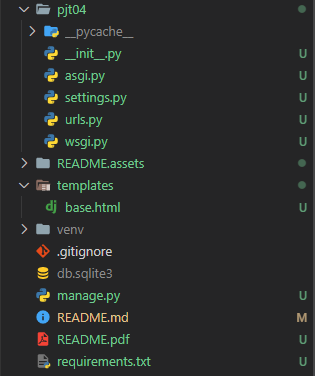 pjt04
__pycache__
__init__.py U
asgi.py U
settings.py U
urls.py U
wsgi.py U
README.assets
templates
dj base.html U
venv
.gitignore
db.sqlite3
manage.py U
README.md M
README.pdf U
requirements.txt U